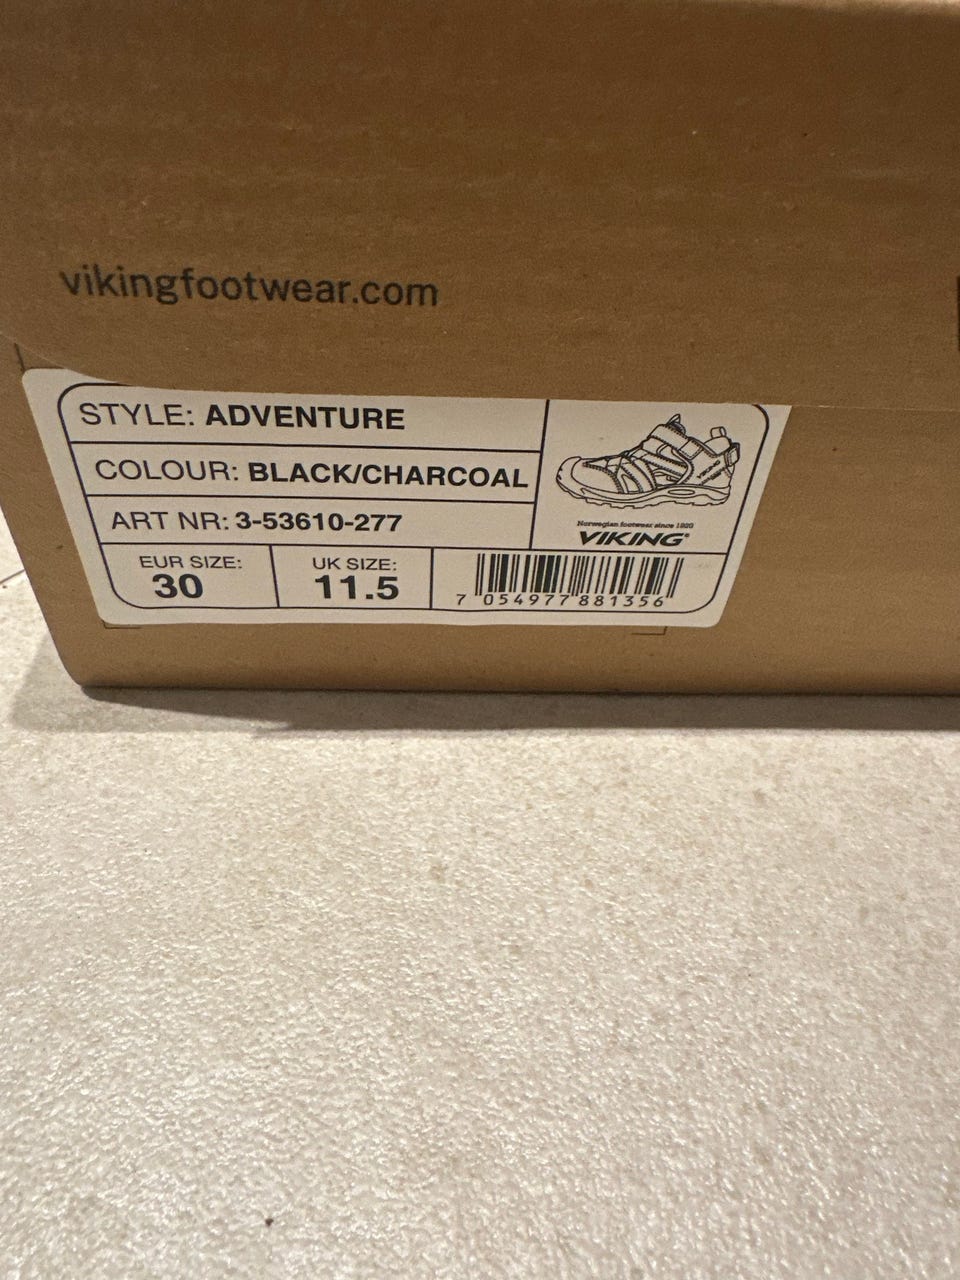 vikingfootwear.com
STYLE: ADVENTURE
COLOUR: BLACK/CHARCOAL
ART NR: 3-53610-277
EUR SIZE:
30
UK SIZE:
11.5
VIKING
Norwegian footwear since 1920
VIKING®
7 054977 881356